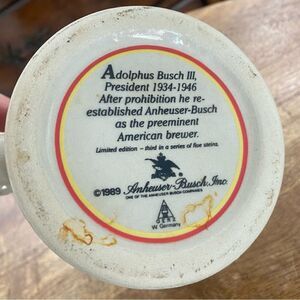 Adolphus Busch III,
President 1934-1946
After prohibition he re-
established Anheuser-Busch
as the preeminent
American brewer.
Limited edition – third in a series of five steins.
©1989 Anheuser-Busch, Inc.
ONE OF THE ANHEUSER-BUSCH COMPANIES
GERZ
W. Germany